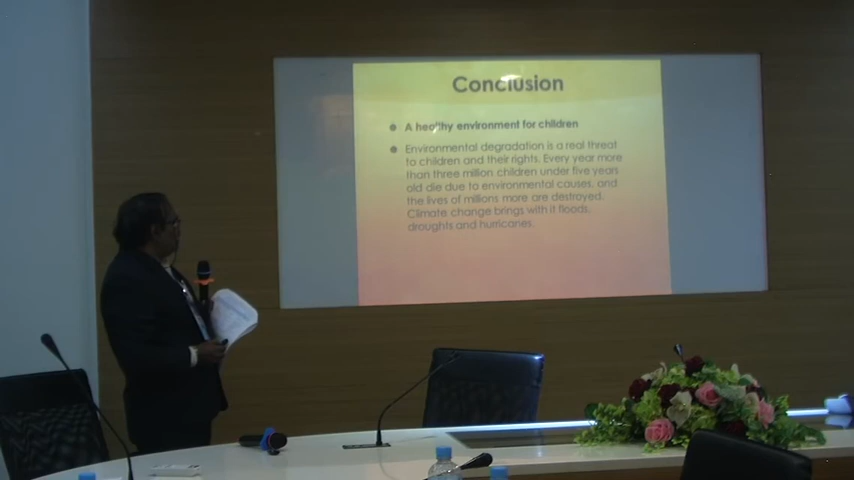 Conclusion
A healthy environment for children
Environmental degradation is a real threat
to children and their rights. Every year more
than three million children under five years
old die due to environmental causes, and
the lives of millions more are destrayed.
Climate change brings with it floods,
droughts and hurricanes.